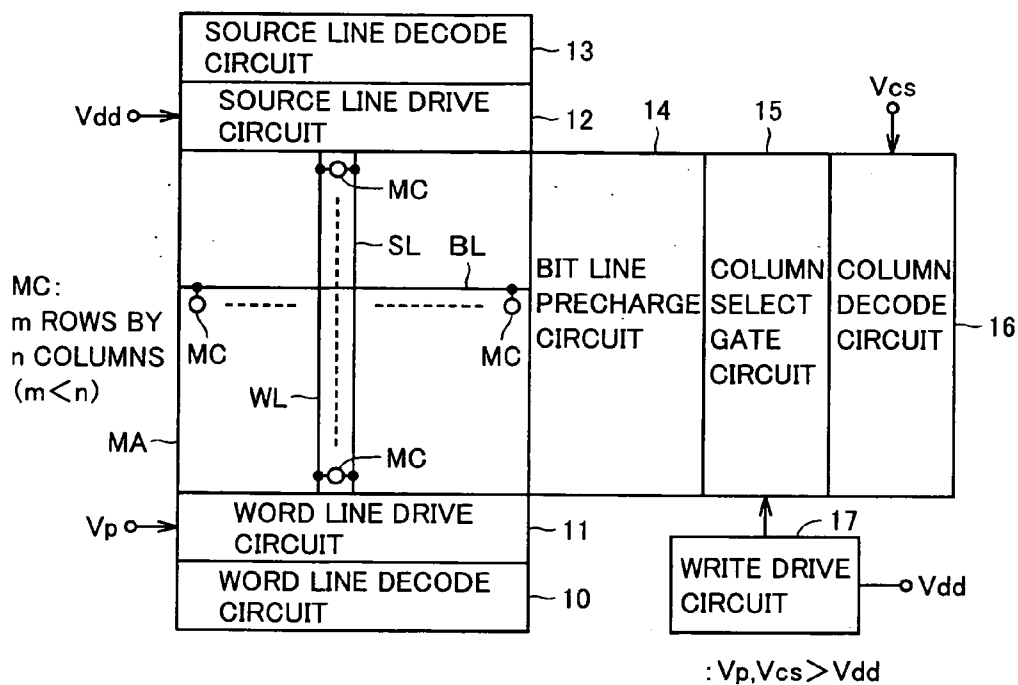 SOURCE LINE DECODE
CIRCUIT
13
SOURCE LINE DRIVE
CIRCUIT
12
Vdd
14
15
Vcs
MC
SL
BL
MC:
m ROWS BY
n COLUMNS
(m<n)
MC
MC
BIT LINE
PRECHARGE
CIRCUIT
COLUMN
SELECT
GATE
CIRCUIT
COLUMN
DECODE
CIRCUIT
16
WL
MA
MC
Vp
WORD LINE DRIVE
CIRCUIT
11
WORD LINE DECODE
CIRCUIT
10
17
WRITE DRIVE
CIRCUIT
Vdd
:Vp,Vcs>Vdd